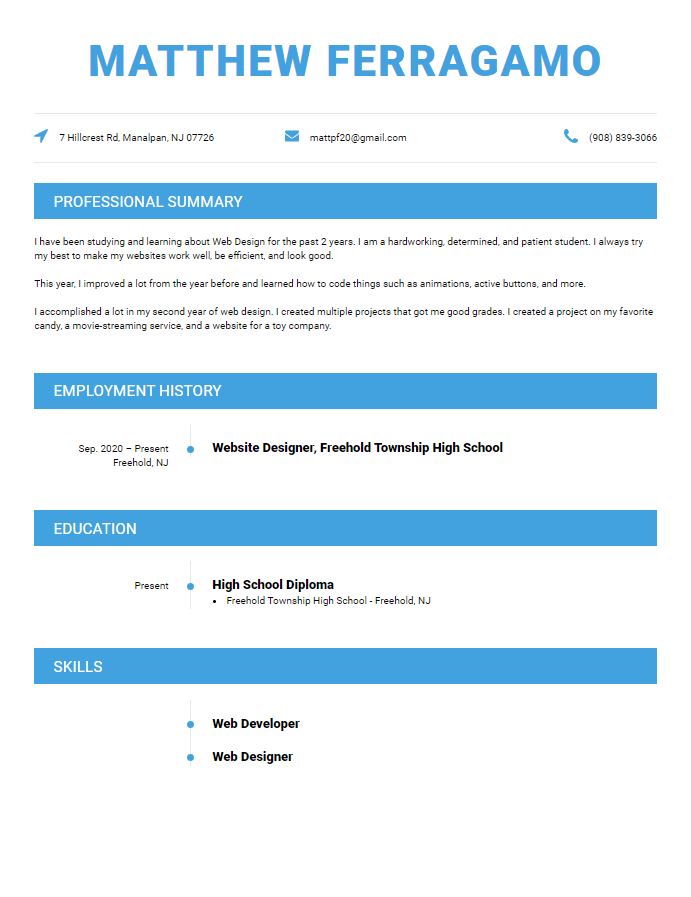 MATTHEW FERRAGAMO
7 Hillcrest Rd, Manalpan, NJ 07726
mattpf20@gmail.com
(908) 839-3066
PROFESSIONAL SUMMARY
I have been studying and learning about Web Design for the past 2 years. I am a hardworking, determined, and patient student. I always try
my best to make my websites work well, be efficient, and look good.
This year, I improved a lot from the year before and learned how to code things such as animations, active buttons, and more.
I accomplished a lot in my second year of web design. I created multiple projects that got me good grades. I created a project on my favorite
candy, a movie-streaming service, and a website for a toy company.
EMPLOYMENT HISTORY
Sep. 2020 – Present
Freehold, NJ
Website Designer, Freehold Township High School
EDUCATION
Present
High School Diploma
• Freehold Township High School - Freehold, NJ
SKILLS
Web Developer
Web Designer